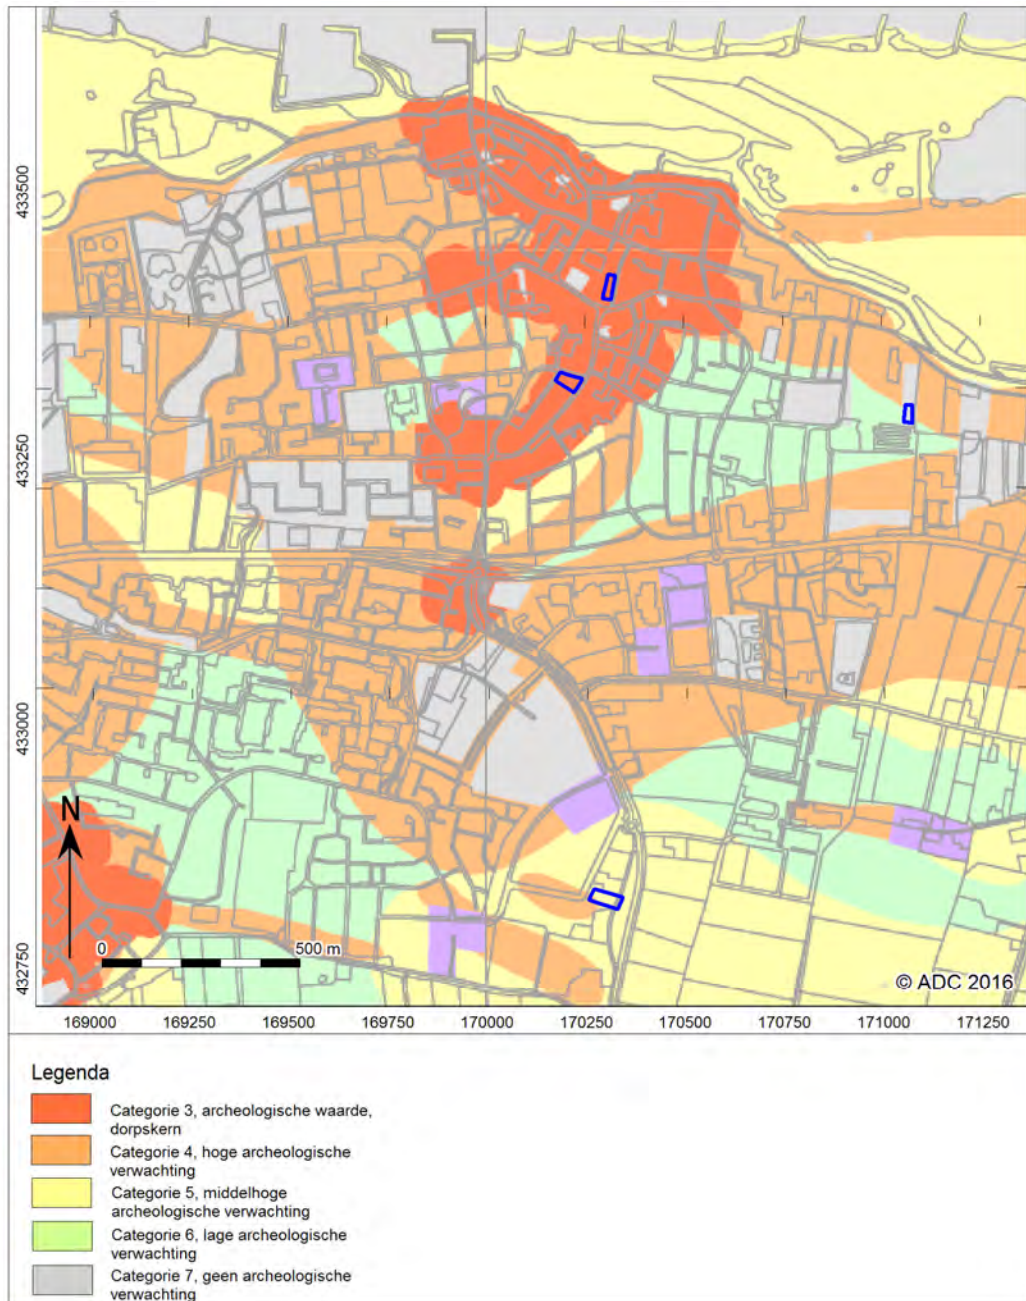 433500
433250
433000
432750
N
0
500 m
© ADC 2016
169000
169250
169500
169750
170000
170250
170500
170750
171000
171250
Legenda
Categorie 3, archeologische waarde,
dorpskern
Categorie 4, hoge archeologische
verwachting
Categorie 5, middelhoge
archeologische verwachting
Categorie 6, lage archeologische
verwachting
Categorie 7, geen archeologische
verwachting